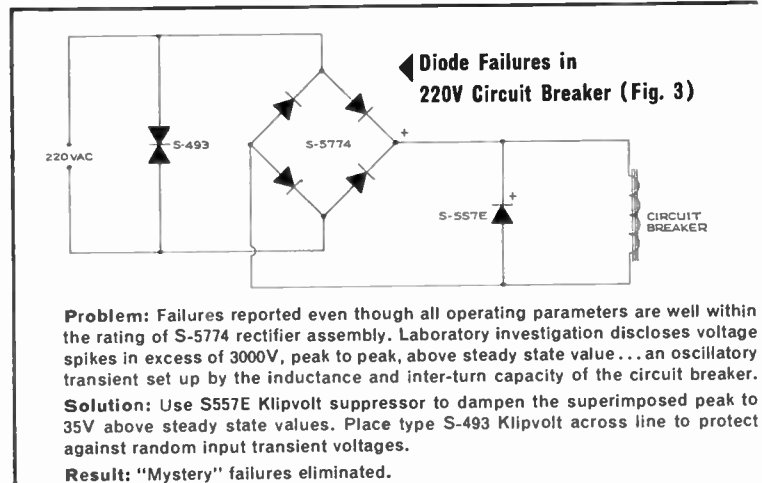 Diode Failures in
220V Circuit Breaker (Fig. 3)
S-493
S-5774
+
220 VAC
+
S-557E
CIRCUIT
BREAKER
Problem: Failures reported even though all operating parameters are well within
the rating of S-5774 rectifier assembly. Laboratory investigation discloses voltage
spikes in excess of 3000V, peak to peak, above steady state value...an oscillatory
transient set up by the inductance and inter-turn capacity of the circuit breaker.
Solution: Use S557E Klipvolt suppressor to dampen the superimposed peak to
35V above steady state values. Place type S-493 Klipvolt across line to protect
against random input transient voltages.
Result: "Mystery" failures eliminated.